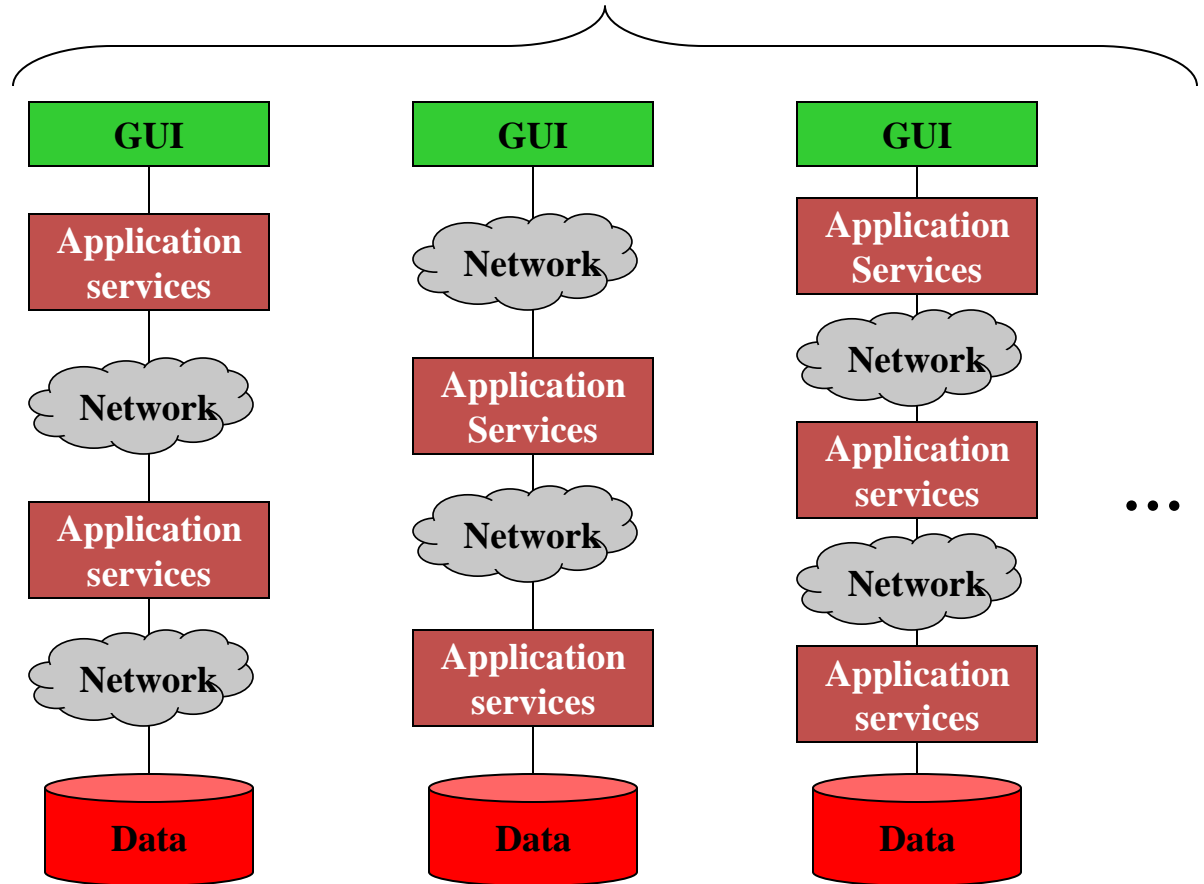 GUI
Application
services
Network
Application
services
Network
Data
GUI
Network
Application
Services
Network
Application
services
Data
GUI
Application
Services
Network
Application
services
Network
Application
services
Data
...